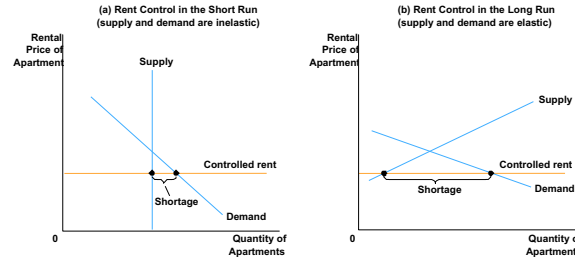 (a) Rent Control in the Short Run
(supply and demand are inelastic)
Rental
Price of
Apartment
Supply
Controlled rent
Shortage
Demand
0
Quantity of
Apartments
(b) Rent Control in the Long Run
(supply and demand are elastic)
Rental
Price of
Apartment
Supply
Controlled rent
Shortage
Demand
0
Quantity o
Apartment